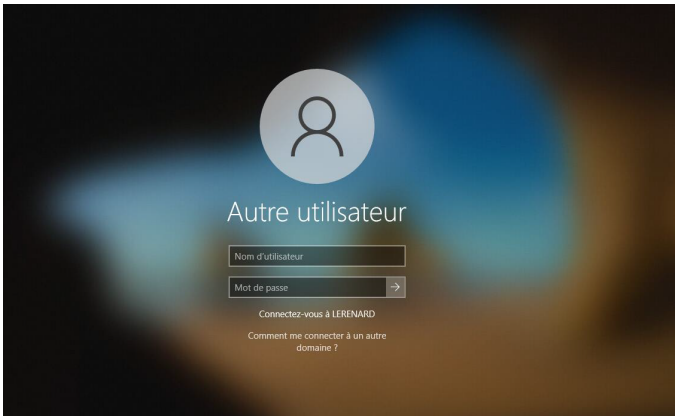 Autre utilisateur
Nom d'utilisateur
Mot de passe
Connectez-vous à LERENARD
Comment me connecter à un autre
domaine ?